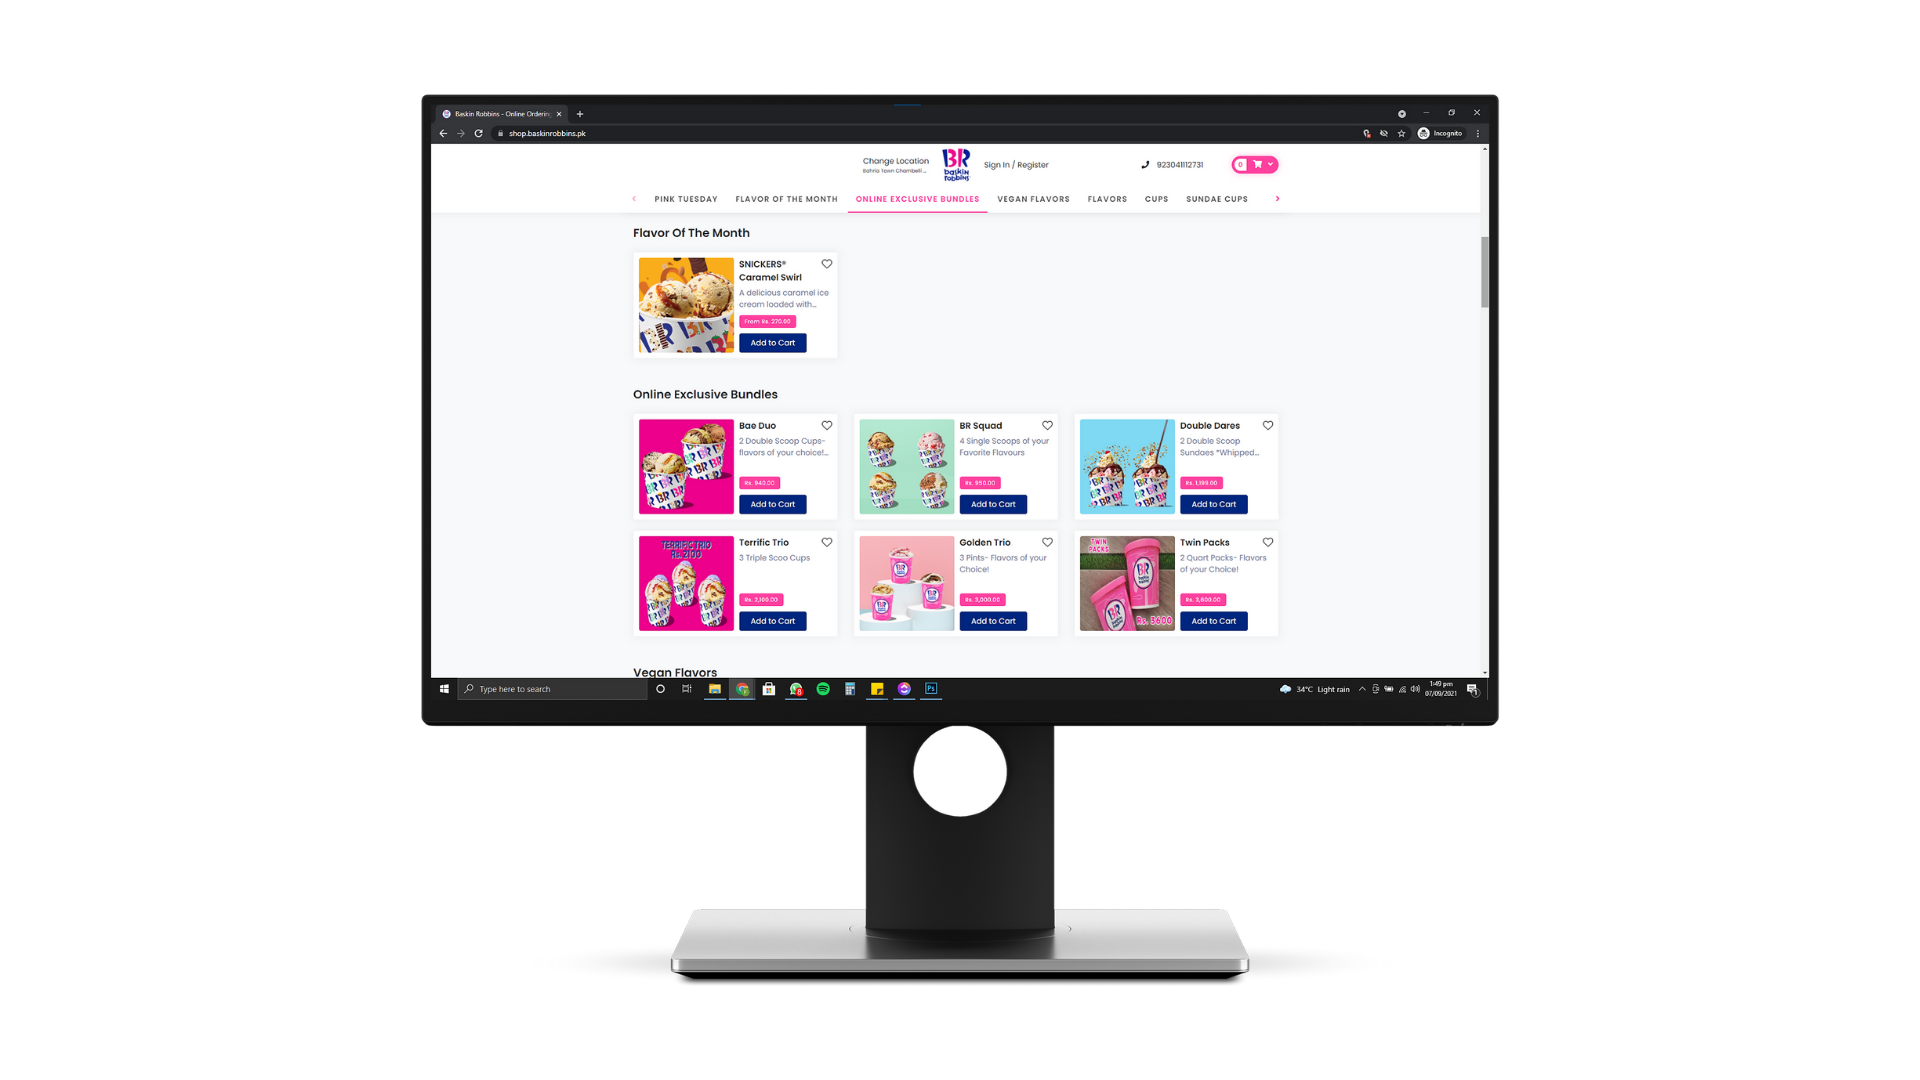 Baskin Robbins - Online Ordering
shop.baskinrobbins.pk
Incognito
Change Location
Bahria Town Ghambeli ...
BR
baskin
robbins
Sign In / Register
923041112731
0
PINK TUESDAY
FLAVOR OF THE MONTH
ONLINE EXCLUSIVE BUNDLES
VEGAN FLAVORS
FLAVORS
CUPS
SUNDAE CUPS
Flavor Of The Month
SNICKERS®
Caramel Swirl
A delicious caramel ice
cream loaded with...
From Rs. 270.00
Add to Cart
Online Exclusive Bundles
Bae Duo
2 Double Scoop Cups-
flavors of your choice!...
Rs. 940.00
Add to Cart
BR Squad
4 Single Scoops of your
Favorite Flavours
Rs. 950.00
Add to Cart
Double Dares
2 Double Scoop
Sundaes *Whipped...
Rs. 1,199.00
Add to Cart
TERRIFIC TRIO
Rs. 2100
Terrific Trio
3 Triple Scoo Cups
Rs. 2,100.00
Add to Cart
Golden Trio
3 Pints- Flavors of your
Choice!
Rs. 3,000.00
Add to Cart
TWIN
PACKS
Rs. 3600
Twin Packs
2 Quart Packs- Flavors
of your Choice!
Rs. 3,600.00
Add to Cart
Vegan Flavors
Type here to search
8
Ps
34°C Light rain
1:49 pm
07/09/2021
1